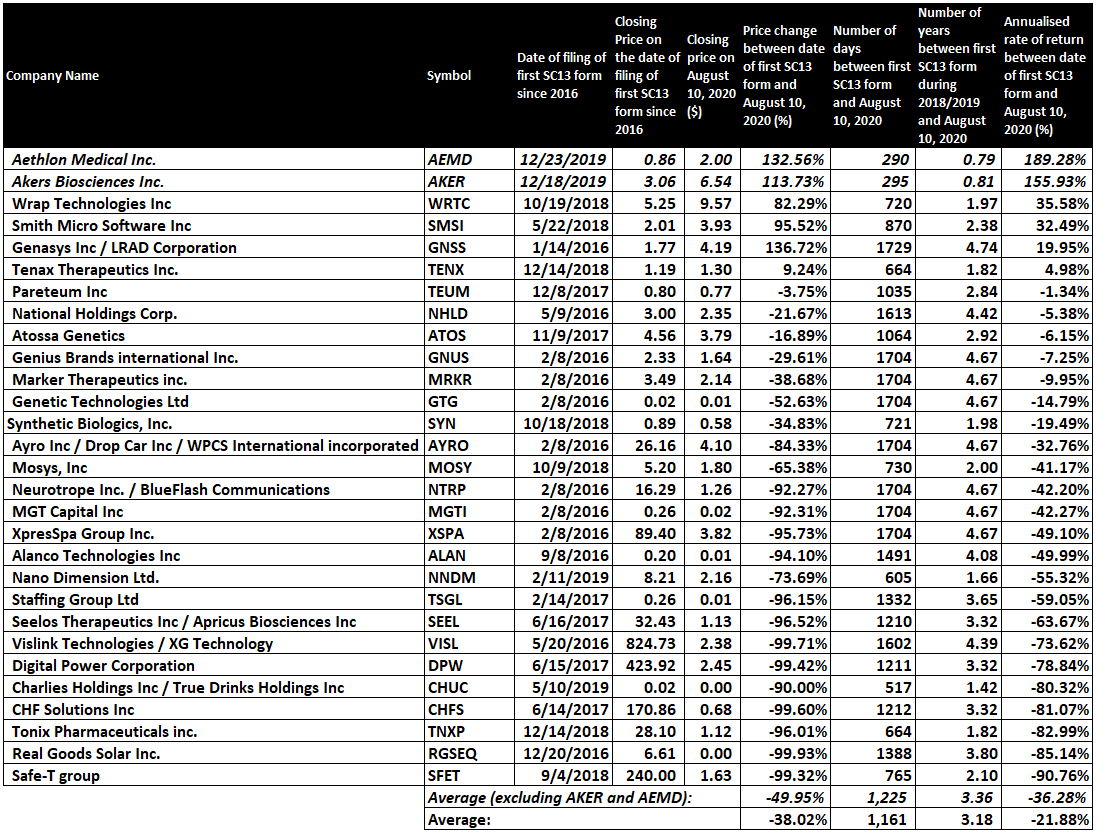 Company Name Symbol Date of filing of first SC13 form since 2016 Closing Price on the date of filing of first SC13 form since 2016 Closing price on August 10, 2020 ($) Price change between date of first SC13 form and August 10, 2020 (%) Number of days between first SC13 form and August 10, 2020 Number of years between first SC13 form during 2018/2019 and August 10, 2020 Annualised rate of return between date of first SC13 form and August 10, 2020 (%)
Aethlon Medical Inc. AEMD 12/23/2019 0.86 2.00 132.56% 290 0.79 189.28%
Akers Biosciences Inc. AKER 12/18/2019 3.06 6.54 113.73% 295 0.81 155.93%
Wrap Technologies Inc WRTC 10/19/2018 5.25 9.57 82.29% 720 1.97 35.58%
Smith Micro Software Inc SMSI 5/22/2018 2.01 3.93 95.52% 870 2.38 32.49%
Genasys Inc / LRAD Corporation GNSS 1/14/2016 1.77 4.19 136.72% 1729 4.74 19.95%
Tenax Therapeutics Inc. TENX 12/14/2018 1.19 1.30 9.24% 664 1.82 4.98%
Pareteum Inc TEUM 12/8/2017 0.80 0.77 -3.75% 1035 2.84 -1.34%
National Holdings Corp. NHLD 5/9/2016 3.00 2.35 -21.67% 1613 4.42 -5.38%
Atossa Genetics ATOS 11/9/2017 4.56 3.79 -16.89% 1064 2.92 -6.15%
Genius Brands international Inc. GNUS 2/8/2016 2.33 1.64 -29.61% 1704 4.67 -7.25%
Marker Therapeutics inc. MRKR 2/8/2016 3.49 2.14 -38.68% 1704 4.67 -9.95%
Genetic Technologies Ltd GTG 2/8/2016 0.02 0.01 -52.63% 1704 4.67 -14.79%
Synthetic Biologics, Inc. SYN 10/18/2018 0.89 0.58 -34.83% 721 1.98 -19.49%
Ayro Inc / Drop Car Inc / WPCS International incorporated AYRO 2/8/2016 26.16 4.10 -84.33% 1704 4.67 -32.76%
Mosys, Inc MOSY 10/9/2018 5.20 1.80 -65.38% 730 2.00 -41.17%
Neurotrope Inc. / BlueFlash Communications NTRP 2/8/2016 16.29 1.26 -92.27% 1704 4.67 -42.20%
MGT Capital Inc MGTI 2/8/2016 0.26 0.02 -92.31% 1704 4.67 -42.27%
XpresSpa Group Inc. XSPA 2/8/2016 89.40 3.82 -95.73% 1704 4.67 -49.10%
Alanco Technologies Inc ALAN 9/8/2016 0.20 0.01 -94.10% 1491 4.08 -49.99%
Nano Dimension Ltd. NNDM 2/11/2019 8.21 2.16 -73.69% 605 1.66 -55.32%
Staffing Group Ltd TSGL 2/14/2017 0.26 0.01 -96.15% 1332 3.65 -59.05%
Seelos Therapeutics Inc / Apricus Biosciences Inc SEEL 6/16/2017 32.43 1.13 -96.52% 1210 3.32 -63.67%
Vislink Technologies / XG Technology VISL 5/20/2016 824.73 2.38 -99.71% 1602 4.39 -73.62%
Digital Power Corporation DPW 6/15/2017 423.92 2.45 -99.42% 1211 3.32 -78.84%
Charlies Holdings Inc / True Drinks Holdings Inc CHUC 5/10/2019 0.02 0.00 -90.00% 517 1.42 -80.32%
CHF Solutions Inc CHFS 6/14/2017 170.86 0.68 -99.60% 1212 3.32 -81.07%
Tonix Pharmaceuticals inc. TNXP 12/14/2018 28.10 1.12 -96.01% 664 1.82 -82.99%
Real Goods Solar Inc. RGSEQ 12/20/2016 6.61 0.00 -99.93% 1388 3.80 -85.14%
Safe-T group SFET 9/4/2018 240.00 1.63 -99.32% 765 2.10 -90.76%
Average (excluding AKER and AEMD): -49.95% 1,225 3.36 -36.28%
Average: -38.02% 1,161 3.18 -21.88%